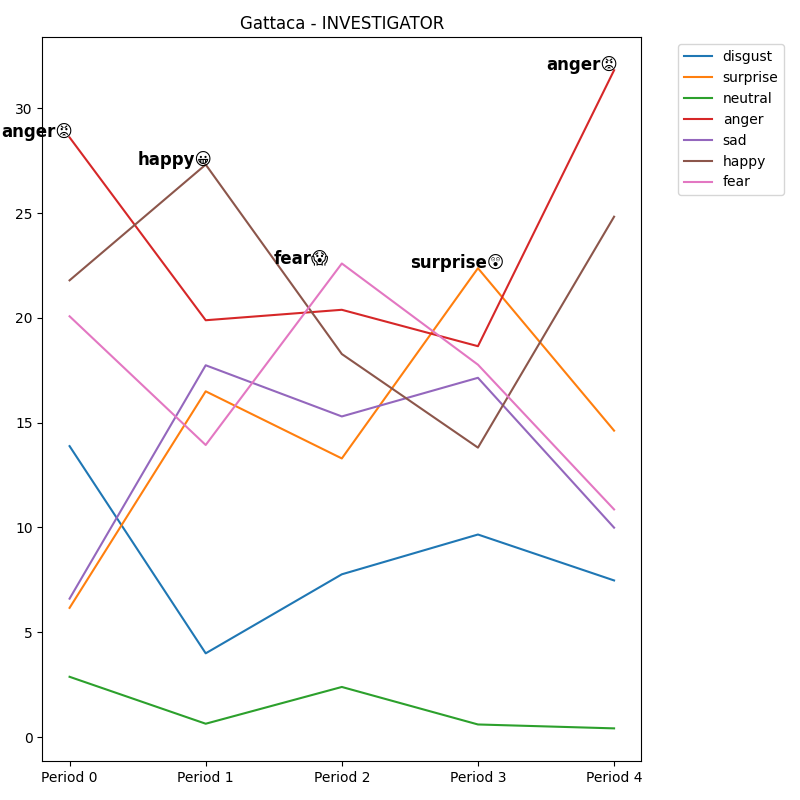 Gattaca - INVESTIGATOR
anger😡
happy😀
fear😱
surprise😲
anger😡
30
25
20
15
10
5
0
Period 0
Period 1
Period 2
Period 3
Period 4
disgust
surprise
neutral
anger
sad
happy
fear